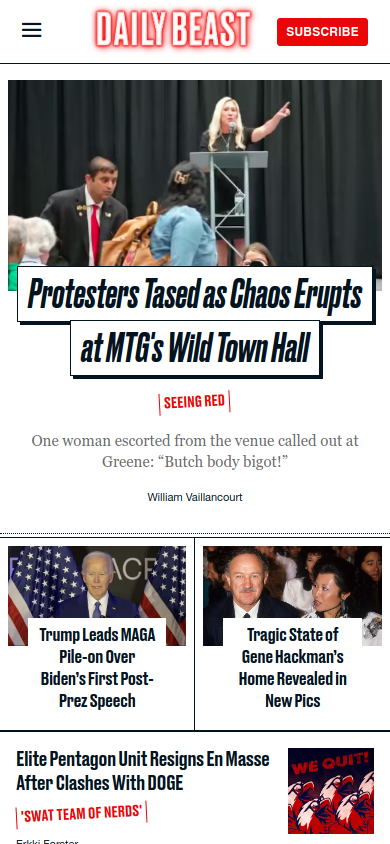 DAILY BEAST
SUBSCRIBE
Protesters Tased as Chaos Erupts
at MTG's Wild Town Hall
SEEING RED
One woman escorted from the venue called out at
Greene: “Butch body bigot!”
William Vaillancourt
ACF
Trump Leads MAGA
Pile-on Over
Biden’s First Post-
Prez Speech
Tragic State of
Gene Hackman’s
Home Revealed in
New Pics
Elite Pentagon Unit Resigns En Masse
After Clashes With DOGE
WE QUIT!
'SWAT TEAM OF NERDS'